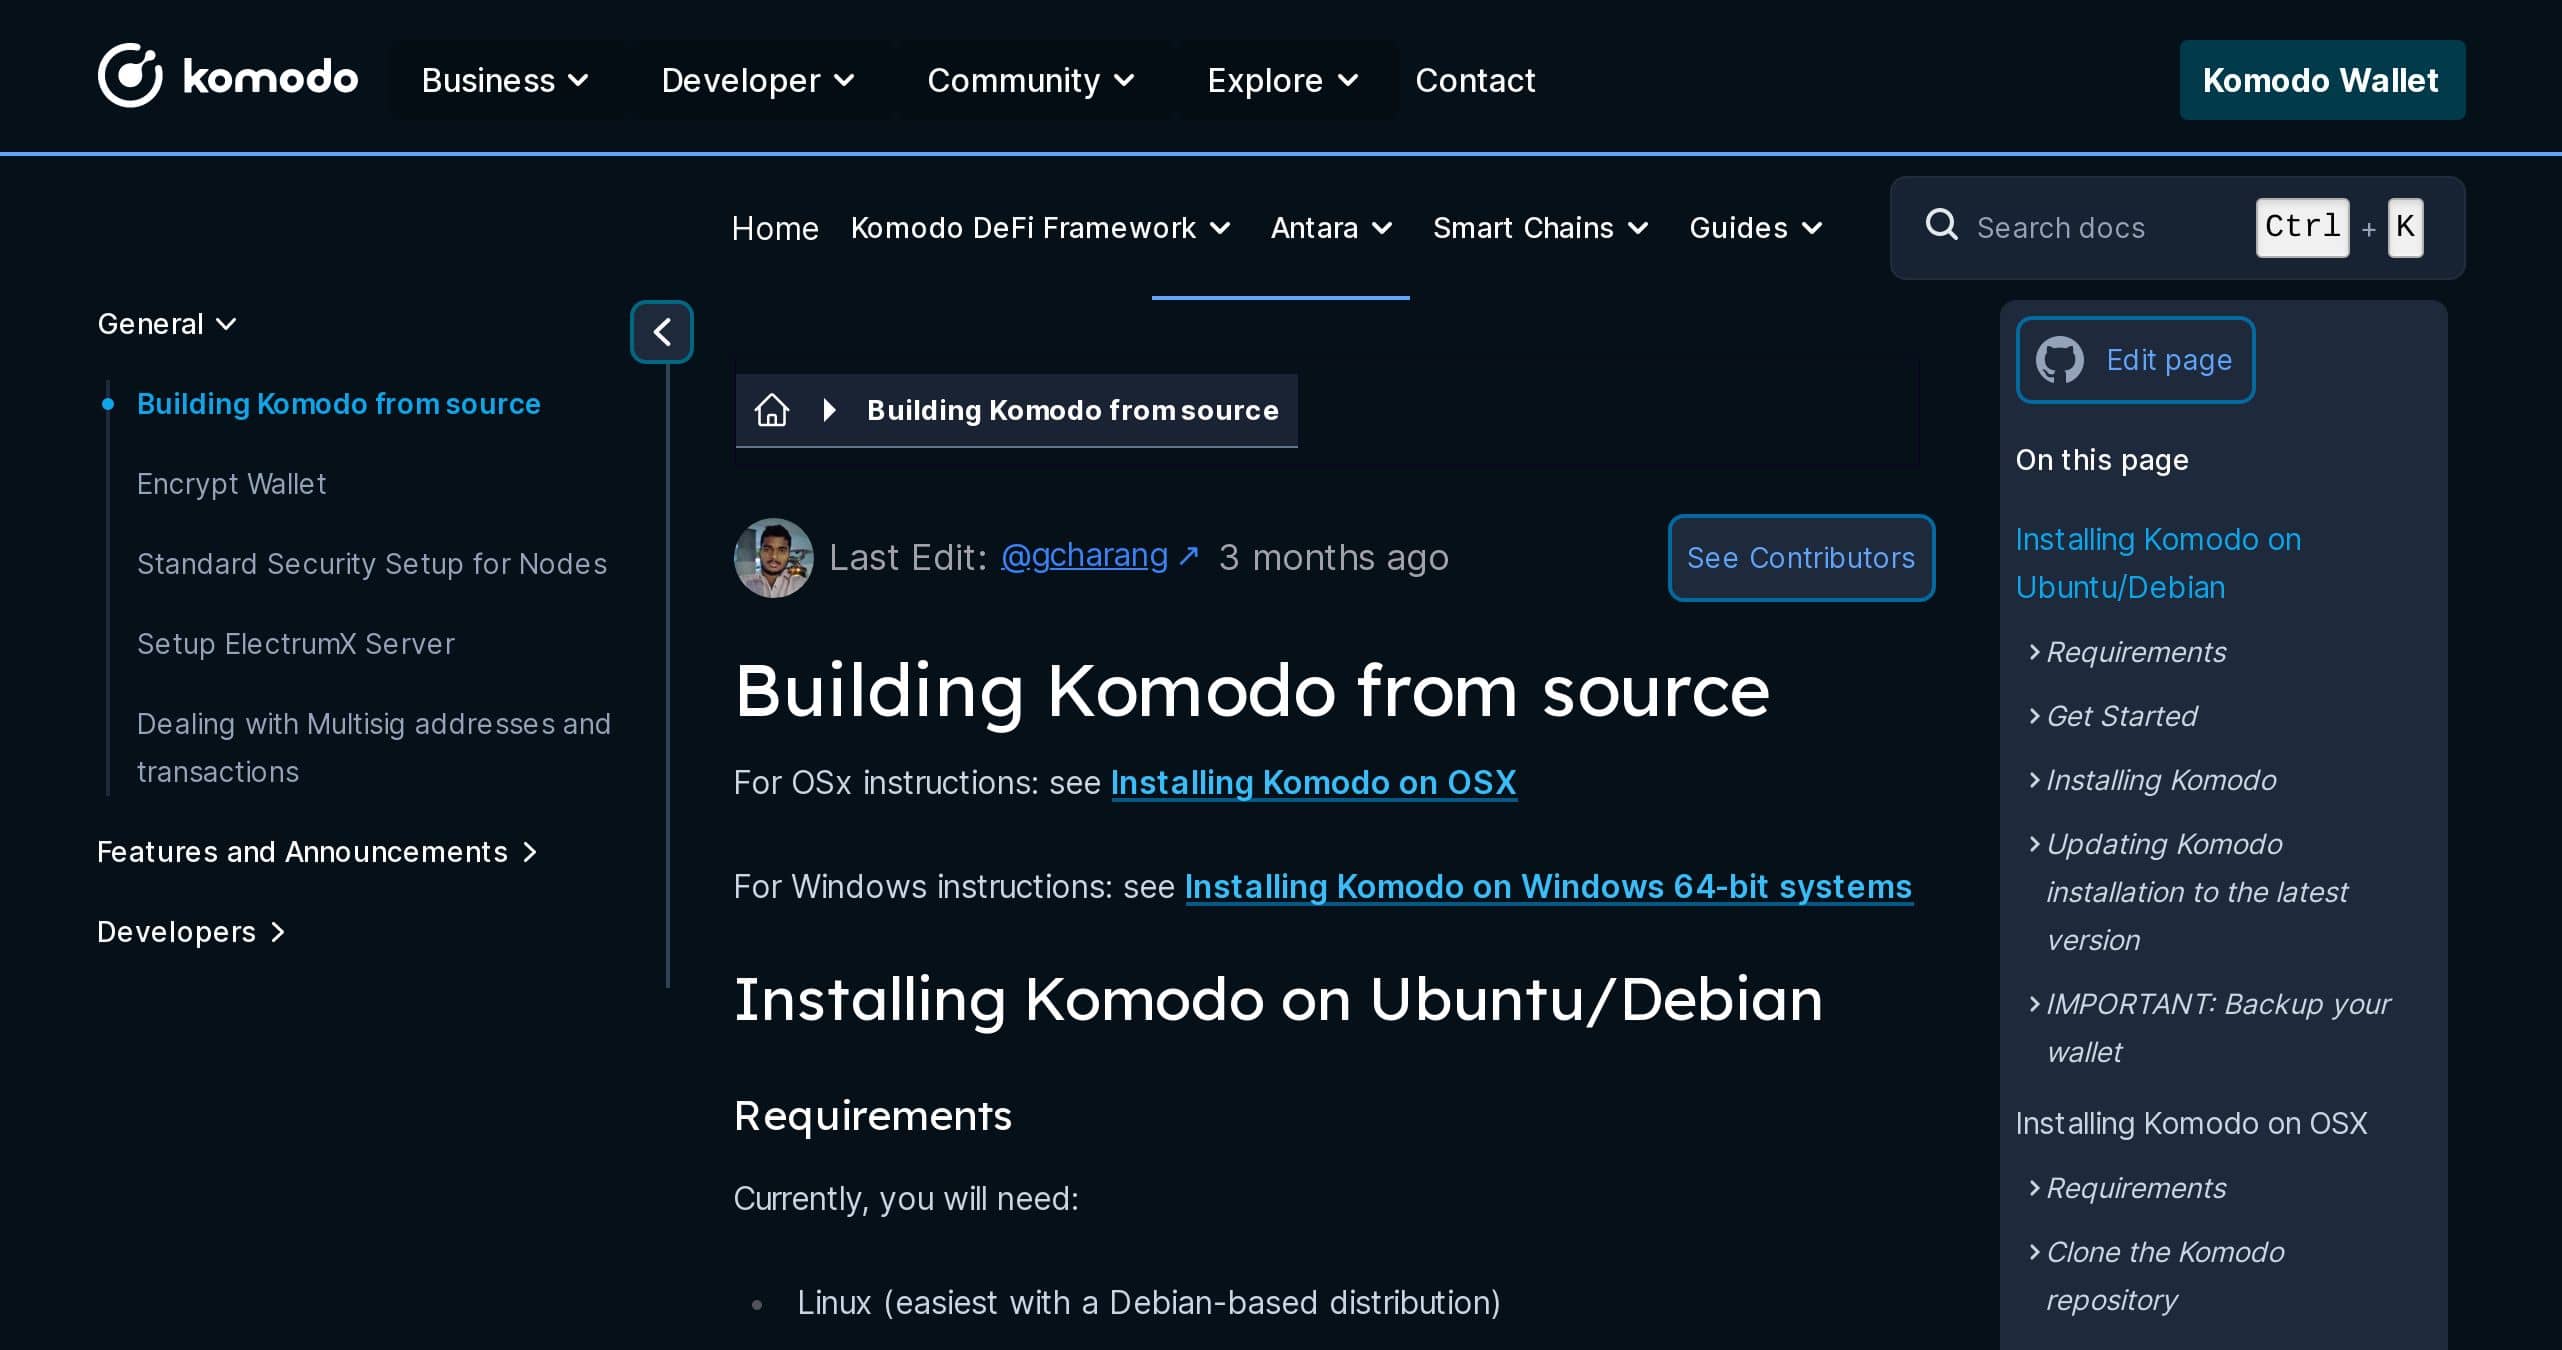 komodo
Business
Developer
Community
Explore
Contact
Komodo Wallet
Home
Komodo DeFi Framework
Antara
Smart Chains
Guides
Search docs
Ctrl + K
General
Building Komodo from source
Encrypt Wallet
Standard Security Setup for Nodes
Setup ElectrumX Server
Dealing with Multisig addresses and
transactions
Features and Announcements
Developers
Building Komodo from source
Last Edit: @gcharang ↗ 3 months ago
See Contributors
Building Komodo from source
For OSx instructions: see Installing Komodo on OSX
For Windows instructions: see Installing Komodo on Windows 64-bit systems
Installing Komodo on Ubuntu/Debian
Requirements
Currently, you will need:
Linux (easiest with a Debian-based distribution)
Edit page
On this page
Installing Komodo on
Ubuntu/Debian
Requirements
Get Started
Installing Komodo
Updating Komodo
installation to the latest
version
IMPORTANT: Backup your
wallet
Installing Komodo on OSX
Requirements
Clone the Komodo
repository